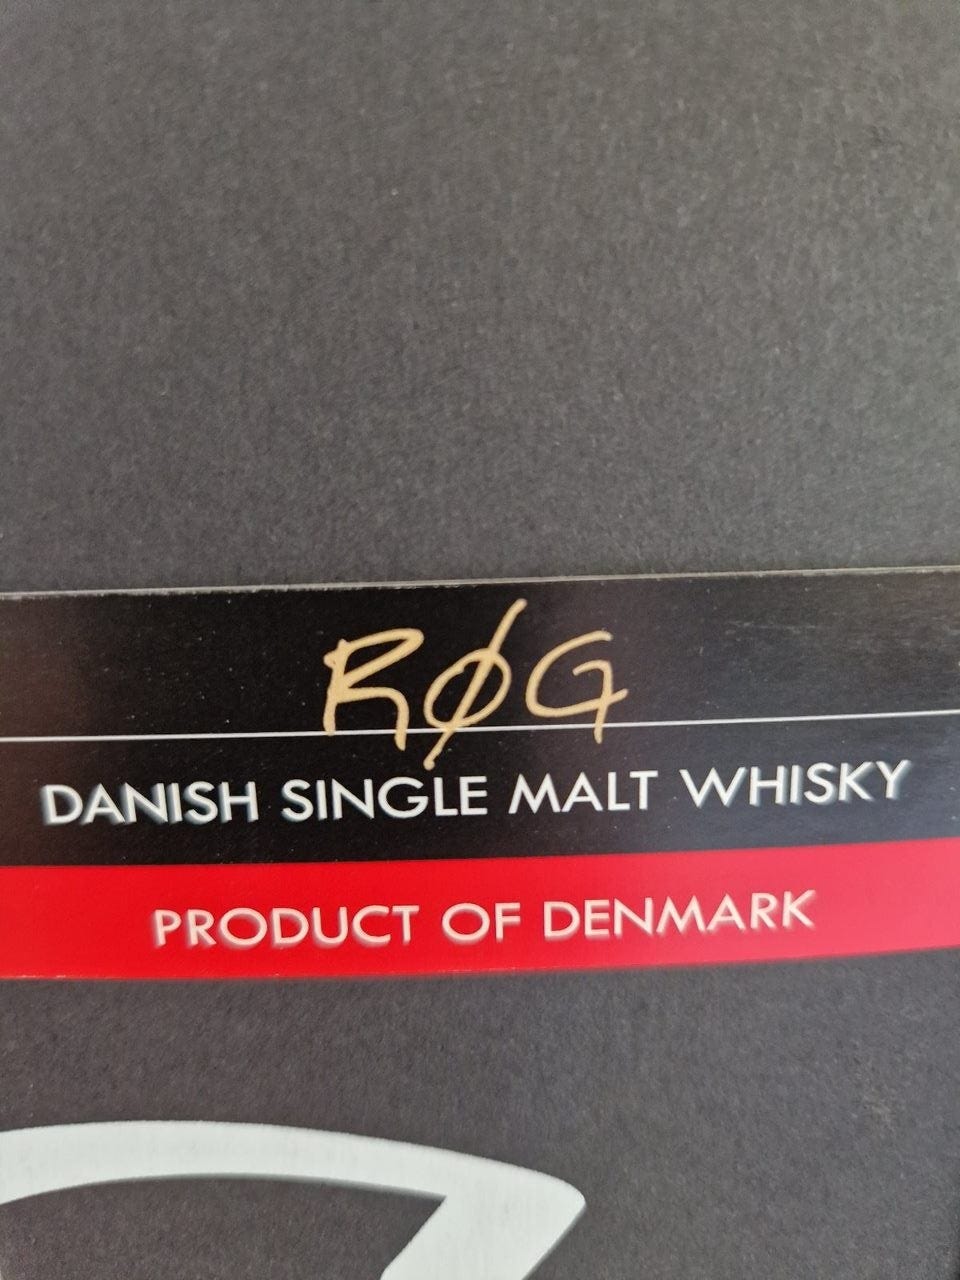 RØG
DANISH SINGLE MALT WHISKY
PRODUCT OF DENMARK